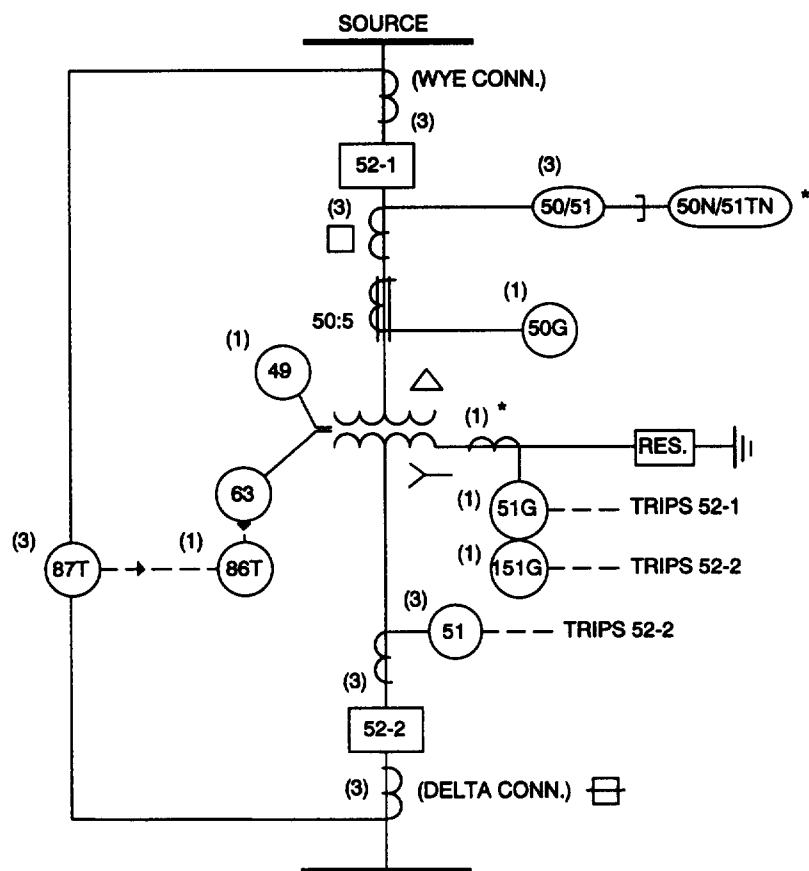 SOURCE
(WYE CONN.)
(3)
52-1
(3)
(3)
50/51
50N/51TN
*
50:5
(1)
50G
(1)
49
(1) *
RES.
63
(1)
51G
TRIPS 52-1
(3)
87T
(1)
86T
(1)
151G
TRIPS 52-2
(3)
51
TRIPS 52-2
(3)
52-2
(3)
(DELTA CONN.)